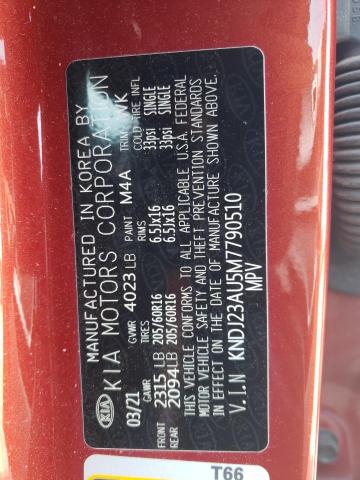 MANUFACTURED IN KOREA BY
KIA KIA MOTORS CORPORATION
03/21 GVWR 4023 LB PAINT M4A TRIM WK
GAWR TIRES RIMS COLD TIRE INFL
FRONT 2315 LB 205/60R16 6.5Jx16 33psi SINGLE
REAR 2094 LB 205/60R16 6.5Jx16 33psi SINGLE
THIS VEHICLE CONFORMS TO ALL APPLICABLE U.S.A. FEDERAL
MOTOR VEHICLE SAFETY AND THEFT PREVENTION STANDARDS
IN EFFECT ON THE DATE OF MANUFACTURE SHOWN ABOVE.
V.I.N KNDJ23AU5M7790510
MPV
T66